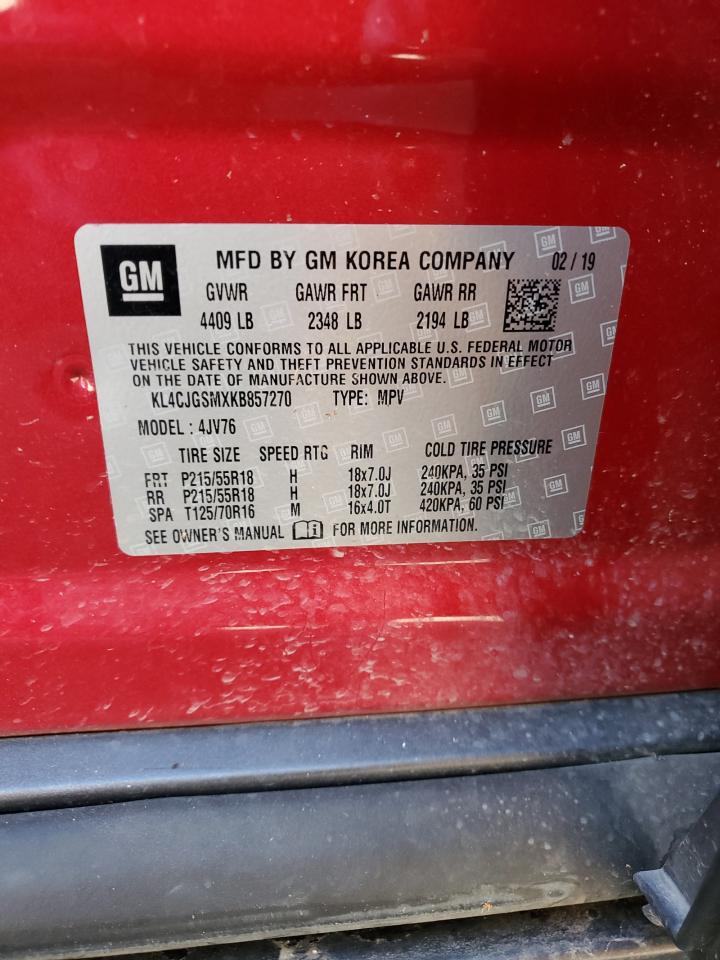 GM MFD BY GM KOREA COMPANY 02 / 19
GVWR GAWR FRT GAWR RR
4409 LB 2348 LB 2194 LB
THIS VEHICLE CONFORMS TO ALL APPLICABLE U.S. FEDERAL MOTOR
VEHICLE SAFETY AND THEFT PREVENTION STANDARDS IN EFFECT
ON THE DATE OF MANUFACTURE SHOWN ABOVE.
KL4CJGSMXKB857270 TYPE: MPV
MODEL : 4JV76
TIRE SIZE SPEED RTG RIM COLD TIRE PRESSURE
FRT P215/55R18 H 18x7.0J 240KPA, 35 PSI
RR P215/55R18 H 18x7.0J 240KPA, 35 PSI
SPA T125/70R16 M 16x4.0T 420KPA, 60 PSI
SEE OWNER'S MANUAL i FOR MORE INFORMATION.